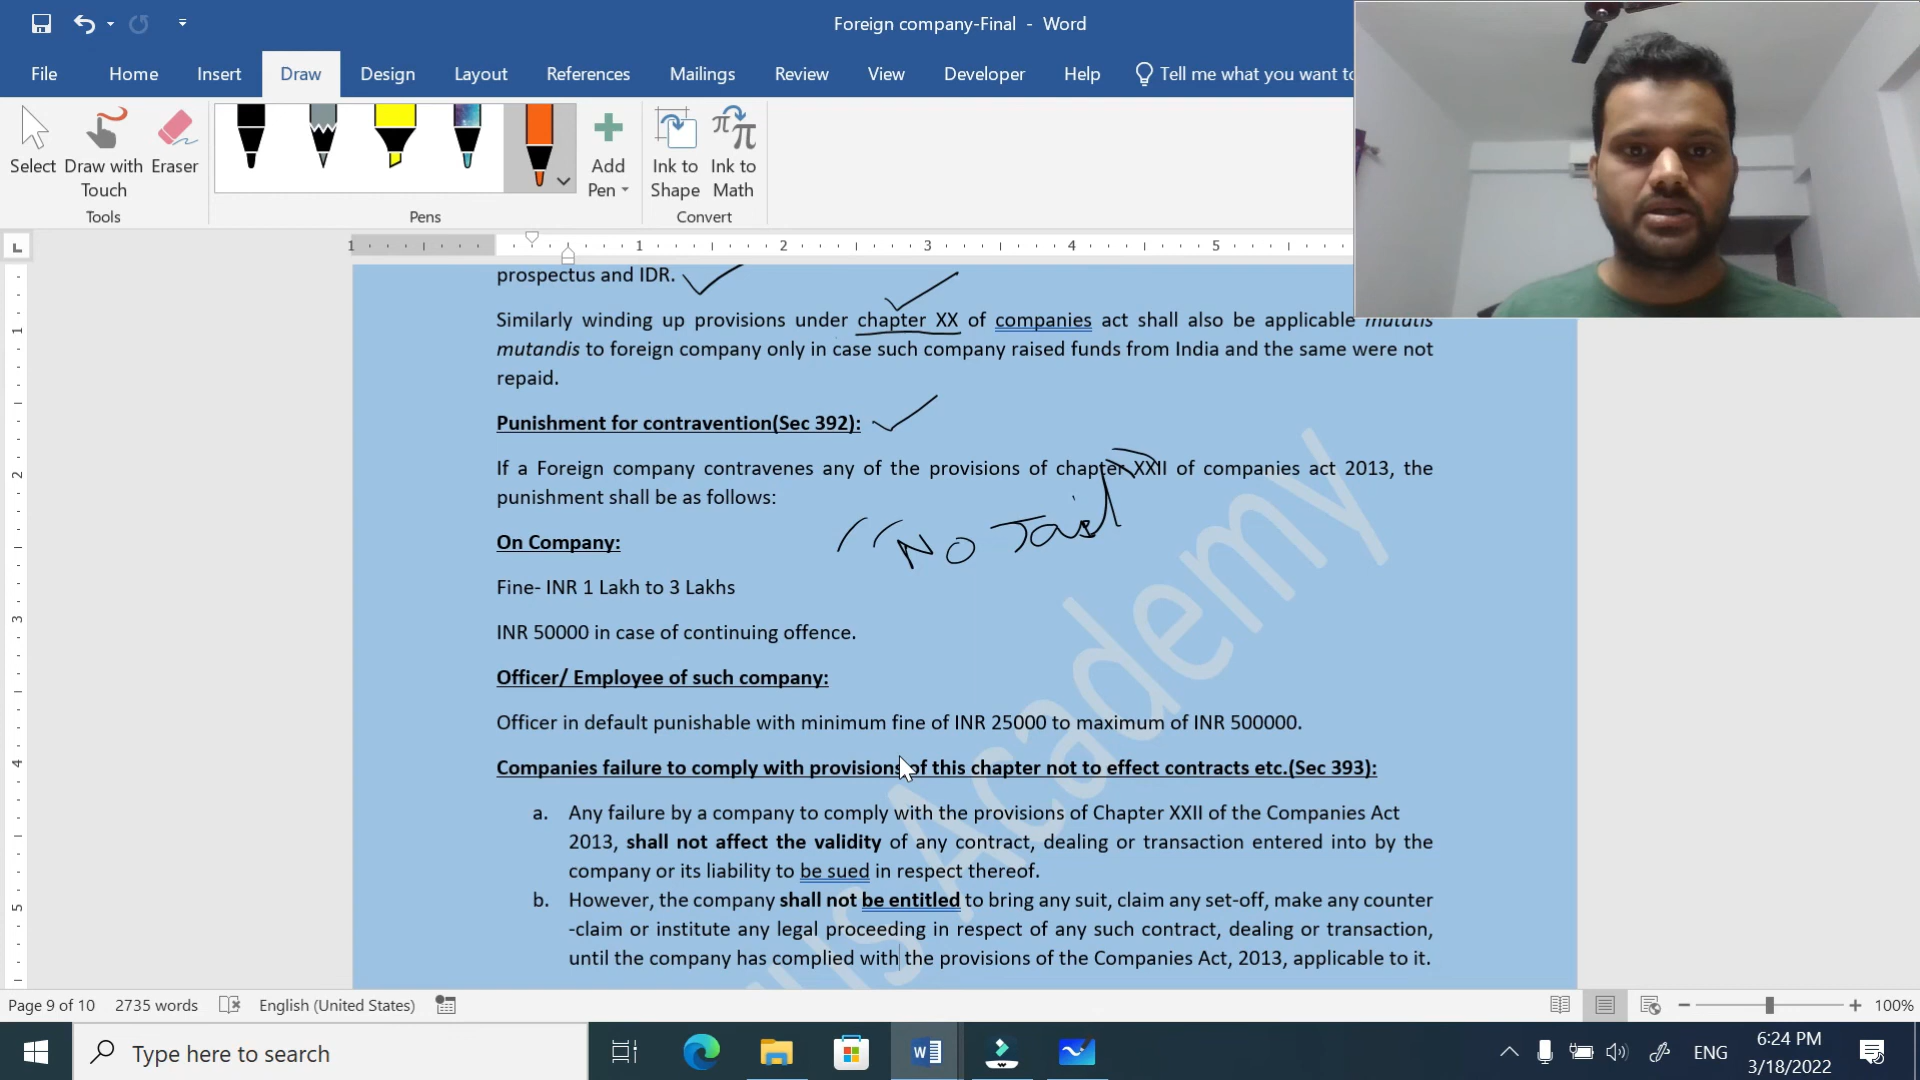 Foreign company-Final - Word
File Home Insert Draw Design Layout References Mailings Review View Developer Help Tell me what you want to
Select Draw with Touch Eraser Add Pen Ink to Shape Ink to Math
Tools Pens Convert
L 1 1 2 3 4 5
prospectus and IDR.
Similarly winding up provisions under chapter XX of companies act shall also be applicable mutatis
mutandis to foreign company only in case such company raised funds from India and the same were not
repaid.
Punishment for contravention(Sec 392):
If a Foreign company contravenes any of the provisions of chapter XXII of companies act 2013, the
punishment shall be as follows:
"No Jail"
On Company:
Fine- INR 1 Lakh to 3 Lakhs
INR 50000 in case of continuing offence.
Officer/ Employee of such company:
Officer in default punishable with minimum fine of INR 25000 to maximum of INR 500000.
Companies failure to comply with provisions of this chapter not to effect contracts etc.(Sec 393):
a. Any failure by a company to comply with the provisions of Chapter XXII of the Companies Act
2013, shall not affect the validity of any contract, dealing or transaction entered into by the
company or its liability to be sued in respect thereof.
b. However, the company shall not be entitled to bring any suit, claim any set-off, make any counter
-claim or institute any legal proceeding in respect of any such contract, dealing or transaction,
until the company has complied with the provisions of the Companies Act, 2013, applicable to it.
Academy
1
2
3
4
5
Page 9 of 10 2735 words English (United States) 100%
Type here to search ENG 6:24 PM
3/18/2022